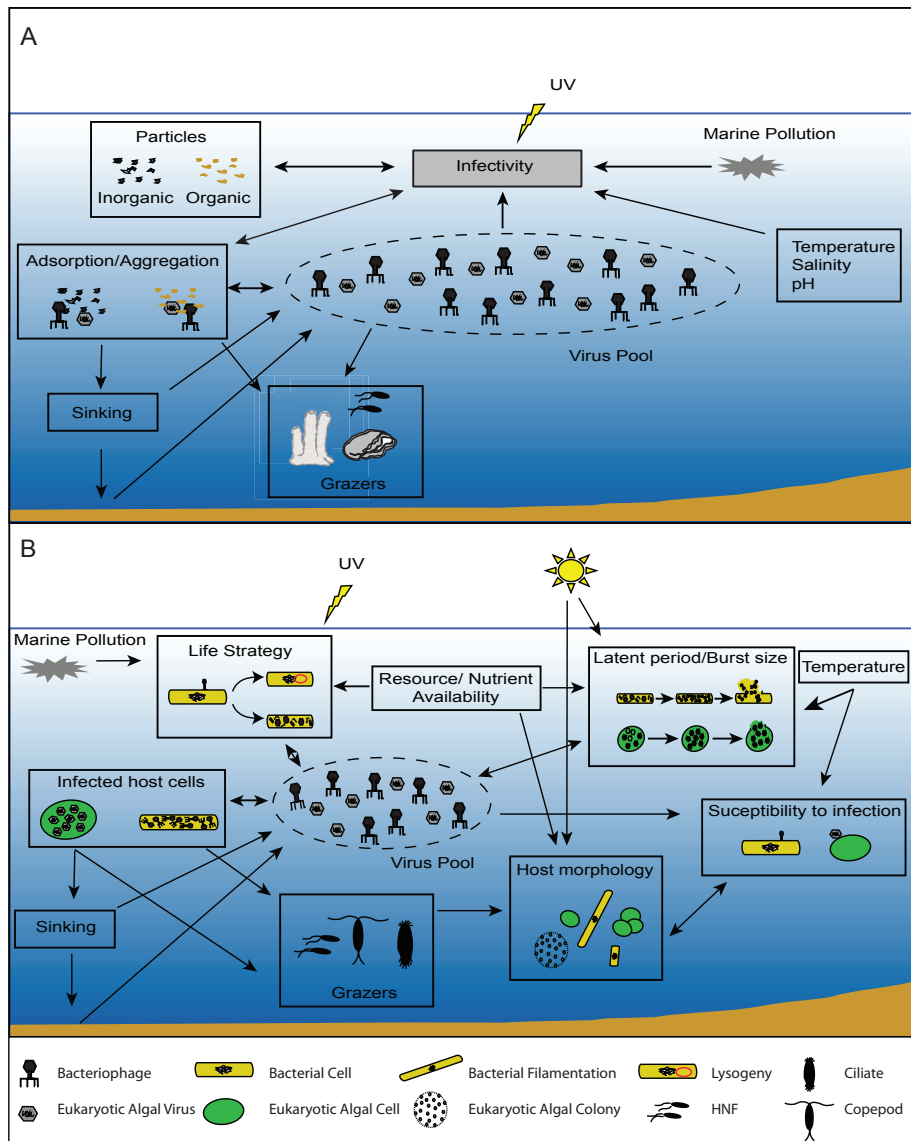 A
UV
Particles
Inorganic Organic
Infectivity
Marine Pollution
Adsorption/Aggregation
Temperature
Salinity
pH
Virus Pool
Sinking
Grazers
B
UV
Marine Pollution
Life Strategy
Resource/ Nutrient
Availability
Latent period/Burst size
Temperature
Infected host cells
Virus Pool
Suceptibility to infection
Host morphology
Sinking
Grazers
Bacteriophage
Bacterial Cell
Bacterial Filamentation
Lysogeny
Ciliate
Eukaryotic Algal Virus
Eukaryotic Algal Cell
Eukaryotic Algal Colony
HNF
Copepod